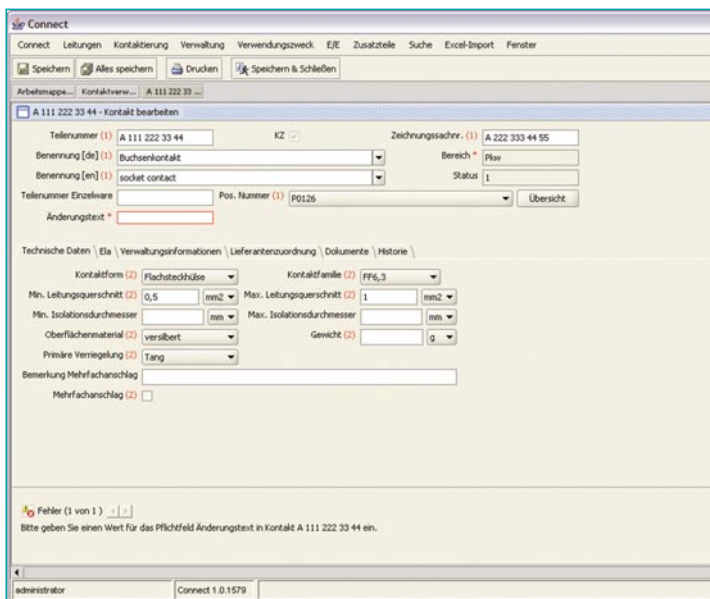 Connect
Connect Leitungen Kontaktierung Verwaltung Verwendungszweck E/E Zusatzteile Suche Excel-Import Fenster
Speichern Alles speichern Drucken Speichern & Schließen
Arbeitsmappe... Kontaktverw... A 111 222 33 ...
A 111 222 33 44 - Kontakt bearbeiten
Teilenummer (1) A 111 222 33 44 KZ Zeichnungssachnr. (1) A 222 333 44 55
Benennung [de] (1) Buchsenkontakt Bereich * Pkw
Benennung [en] (1) socket contact Status 1
Teilenummer Einzelware Pos. Nummer (1) P0126 Übersicht
Änderungstext *
Technische Daten \ Ela \ Verwaltungsinformationen \ Lieferantenzuordnung \ Dokumente \ Historie \
Kontaktform (2) Flachsteckhülse Kontaktfamilie (2) FF6,3
Min. Leitungsquerschnitt (2) 0,5 mm2 Max. Leitungsquerschnitt (2) 1 mm2
Min. Isolationsdurchmesser mm Max. Isolationsdurchmesser mm
Oberflächenmaterial (2) versilbert Gewicht (2) g
Primäre Verriegelung (2) Tang
Bemerkung Mehrfachanschlag
Mehrfachanschlag (2)
Fehler (1 von 1 ) < >
Bitte geben Sie einen Wert für das Pflichtfeld Änderungstext in Kontakt A 111 222 33 44 ein.
administrator Connect 1.0.1579